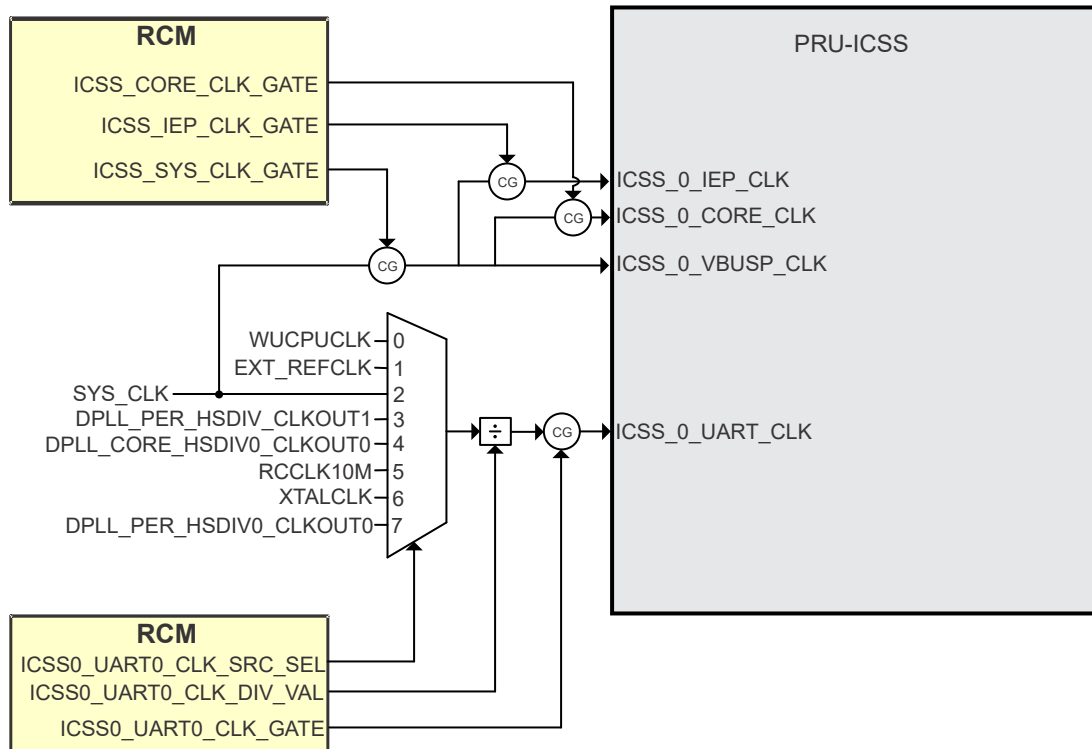 RCM
ICSS_CORE_CLK_GATE
ICSS_IEP_CLK_GATE
ICSS_SYS_CLK_GATE
PRU-ICSS
CG
ICSS_0_IEP_CLK
CG
ICSS_0_CORE_CLK
CG
ICSS_0_VBUSP_CLK
WUCPUCLK 0
EXT_REFCLK 1
SYS_CLK 2
DPLL_PER_HSDIV_CLKOUT1 3
DPLL_CORE_HSDIV0_CLKOUT0 4
RCCLK10M 5
XTALCLK 6
DPLL_PER_HSDIV0_CLKOUT0 7
÷
CG
ICSS_0_UART_CLK
RCM
ICSS0_UART0_CLK_SRC_SEL
ICSS0_UART0_CLK_DIV_VAL
ICSS0_UART0_CLK_GATE